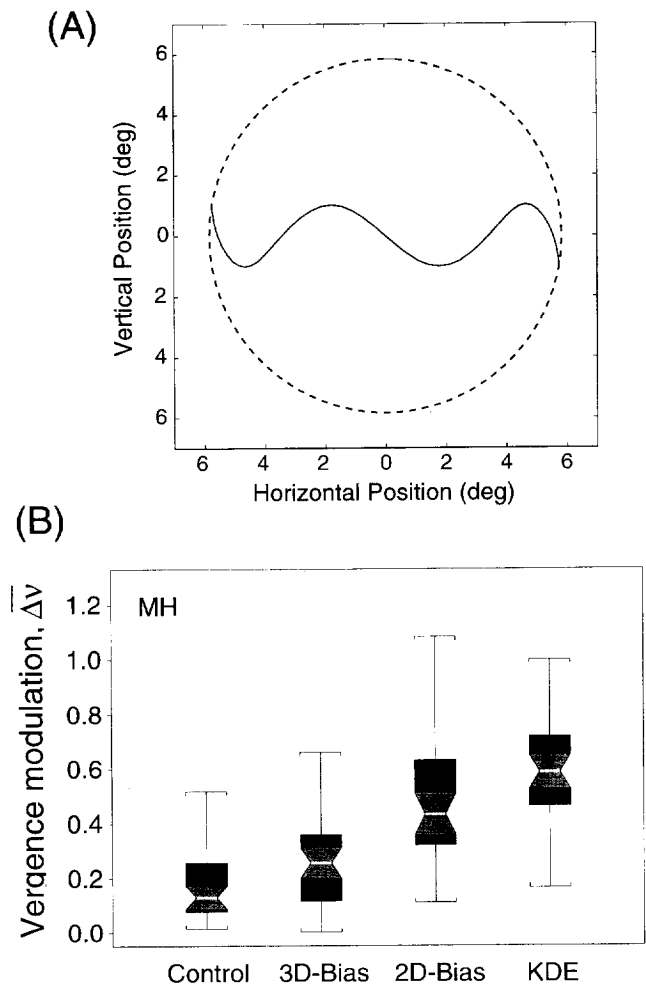 (A)
Vertical Position (deg)
6
4
2
0
2
4
6
6 4 2 0 2 4 6
Horizontal Position (deg)
(B)
Vergence modulation, Δν
MH
1.2
1.0
0.8
0.6
0.4
0.2
0.0
Control 3D-Bias 2D-Bias KDE